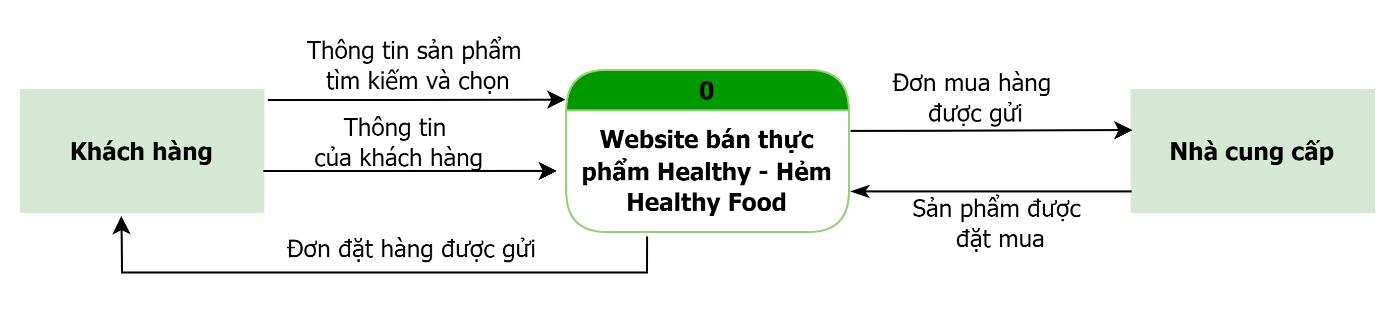 Thông tin sản phẩm
tìm kiếm và chọn
Khách hàng
Thông tin
của khách hàng
Đơn đặt hàng được gửi
0
Website bán thực
phẩm Healthy - Hẻm
Healthy Food
Đơn mua hàng
được gửi
Sản phẩm được
đặt mua
Nhà cung cấp